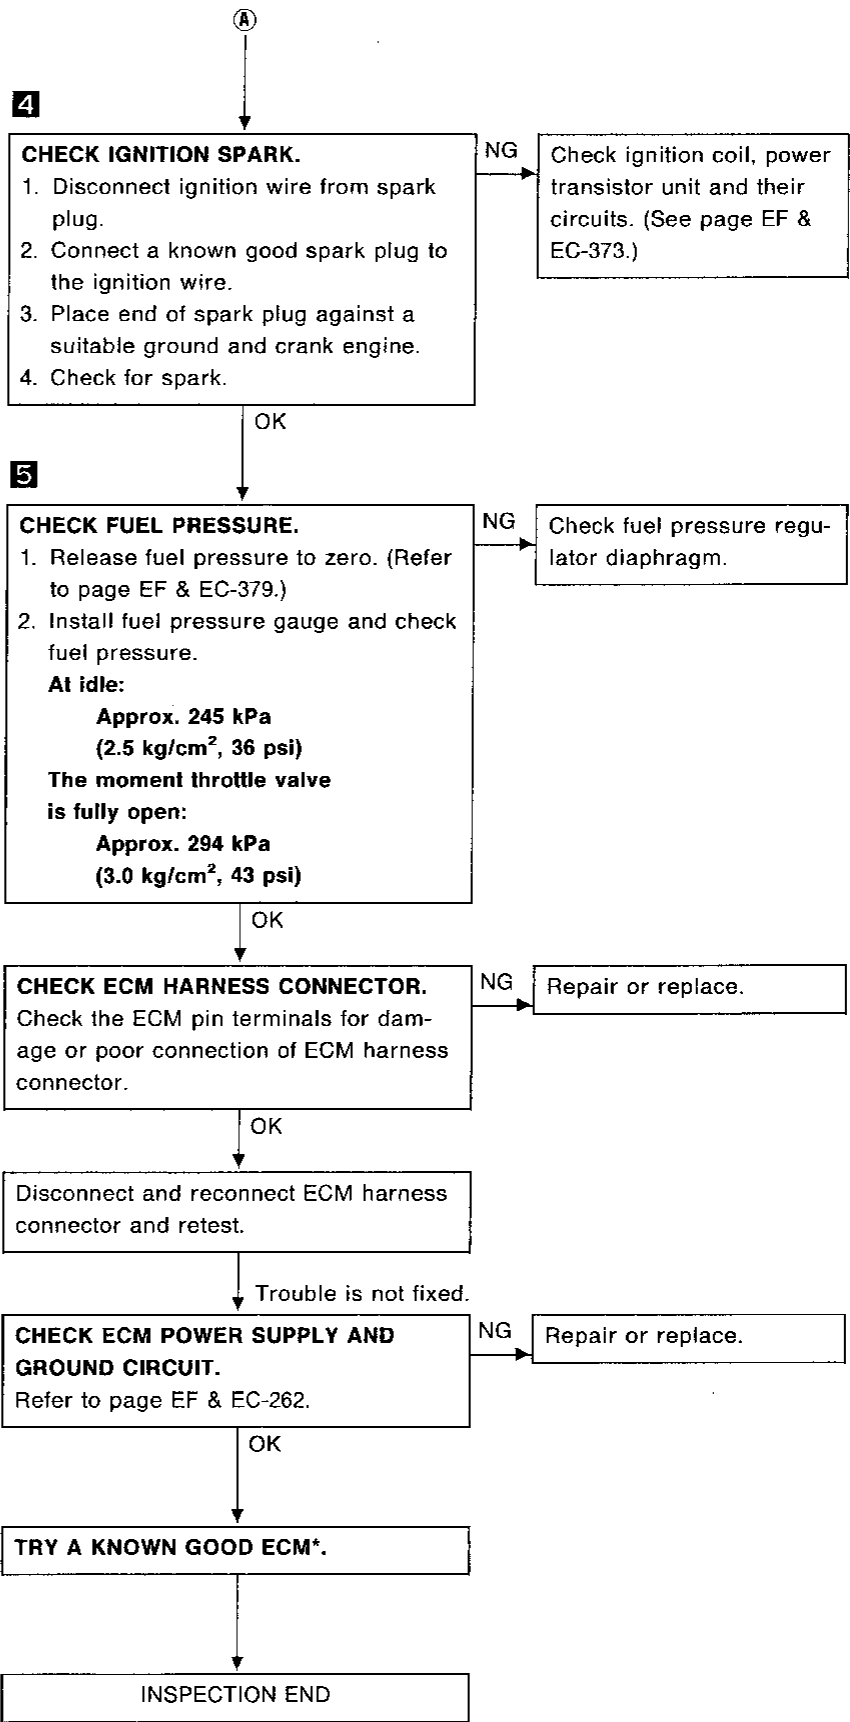 A
4
CHECK IGNITION SPARK.
1. Disconnect ignition wire from spark
plug.
2. Connect a known good spark plug to
the ignition wire.
3. Place end of spark plug against a
suitable ground and crank engine.
4. Check for spark.
NG
Check ignition coil, power
transistor unit and their
circuits. (See page EF &
EC-373.)
OK
5
CHECK FUEL PRESSURE.
1. Release fuel pressure to zero. (Refer
to page EF & EC-379.)
2. Install fuel pressure gauge and check
fuel pressure.
At idle:
Approx. 245 kPa
(2.5 kg/cm², 36 psi)
The moment throttle valve
is fully open:
Approx. 294 kPa
(3.0 kg/cm², 43 psi)
NG
Check fuel pressure regu-
lator diaphragm.
OK
CHECK ECM HARNESS CONNECTOR.
Check the ECM pin terminals for dam-
age or poor connection of ECM harness
connector.
NG
Repair or replace.
OK
Disconnect and reconnect ECM harness
connector and retest.
Trouble is not fixed.
CHECK ECM POWER SUPPLY AND
GROUND CIRCUIT.
Refer to page EF & EC-262.
NG
Repair or replace.
OK
TRY A KNOWN GOOD ECM*.
INSPECTION END